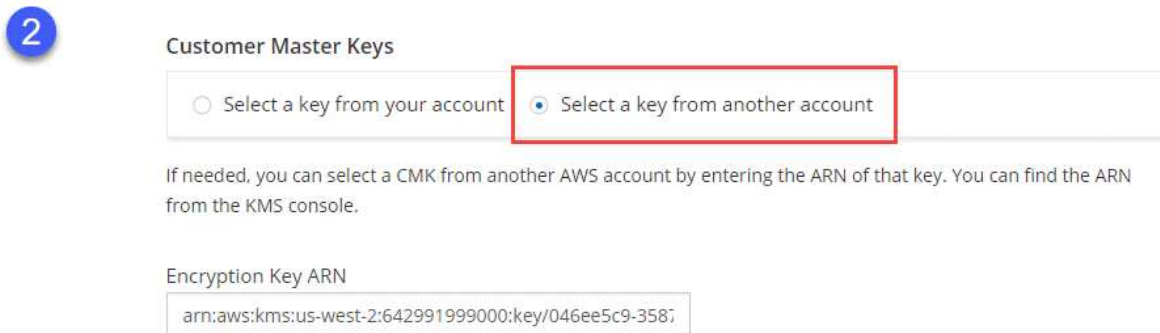 2
Customer Master Keys
Select a key from your account
Select a key from another account
If needed, you can select a CMK from another AWS account by entering the ARN of that key. You can find the ARN
from the KMS console.
Encryption Key ARN
arn:aws:kms:us-west-2:642991999000:key/046ee5c9-3587